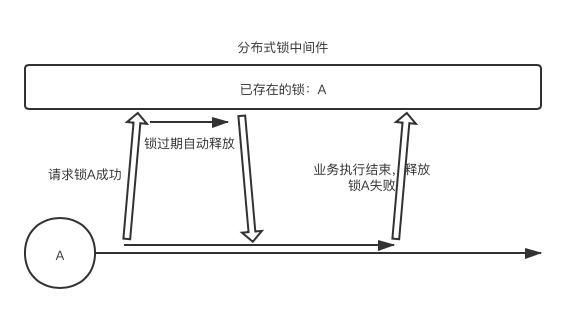 分布式锁中间件
已存在的锁：A
锁过期自动释放
请求锁A成功
业务执行结束，释放
锁A失败
A